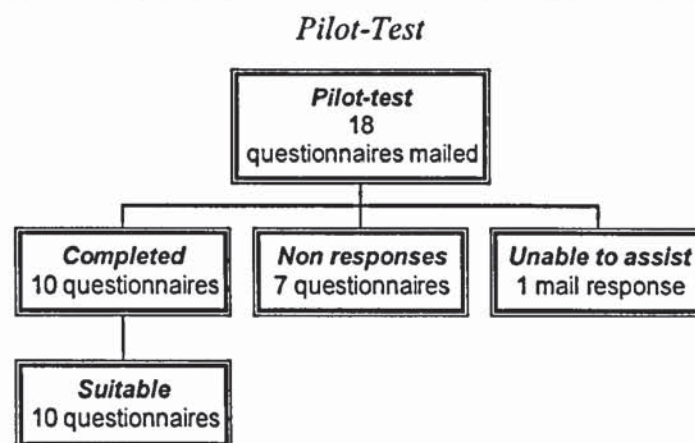 Pilot-Test
Pilot-test
18
questionnaires mailed
Completed
10 questionnaires
Non responses
7 questionnaires
Unable to assist
1 mail response
Suitable
10 questionnaires